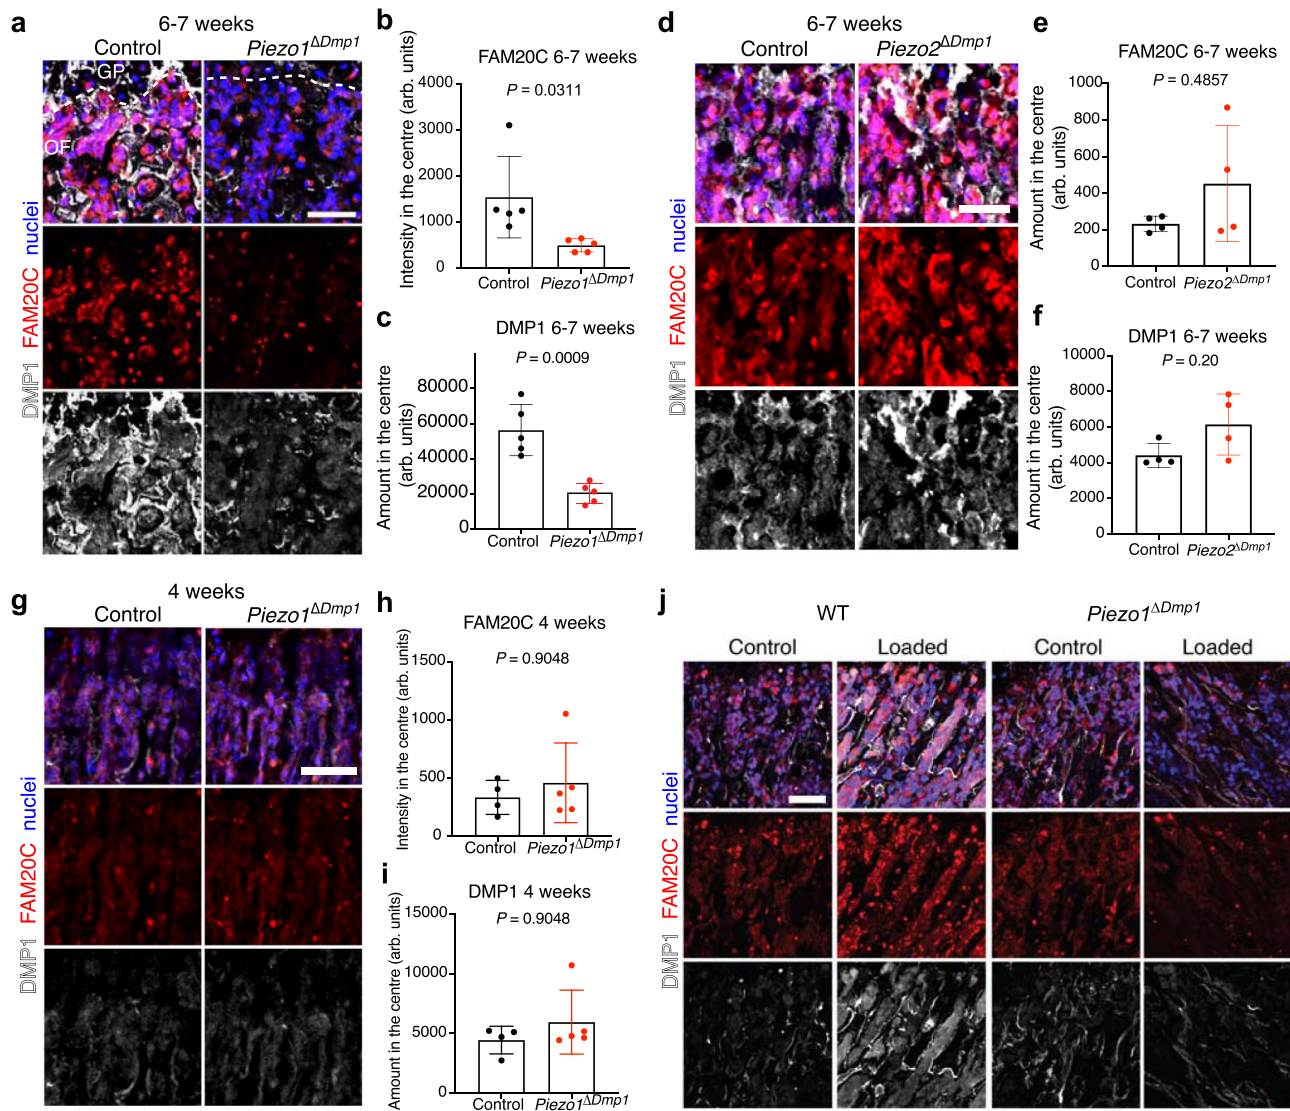 a
6-7 weeks
Control Piezo1ΔDmp1
GP
OF
DMP1 FAM20C nuclei
b
FAM20C 6-7 weeks
P = 0.0311
Intensity in the centre (arb. units)
4000
3000
2000
1000
0
Control Piezo1ΔDmp1
c
DMP1 6-7 weeks
P = 0.0009
Amount in the centre
(arb. units)
80000
60000
40000
20000
0
Control Piezo1ΔDmp1
d
6-7 weeks
Control Piezo2ΔDmp1
DMP1 FAM20C nuclei
e
FAM20C 6-7 weeks
P = 0.4857
Amount in the centre
(arb. units)
1000
800
600
400
200
0
Control Piezo2ΔDmp1
f
DMP1 6-7 weeks
P = 0.20
Amount in the centre
(arb. units)
10000
8000
6000
4000
2000
0
Control Piezo2ΔDmp1
g
4 weeks
Control Piezo1ΔDmp1
DMP1 FAM20C nuclei
h
FAM20C 4 weeks
P = 0.9048
Intensity in the centre (arb. units)
1500
1000
500
0
Control Piezo1ΔDmp1
i
DMP1 4 weeks
P = 0.9048
Amount in the centre (arb. units)
15000
10000
5000
0
Control Piezo1ΔDmp1
j
WT Piezo1ΔDmp1
Control Loaded Control Loaded
DMP1 FAM20C nuclei